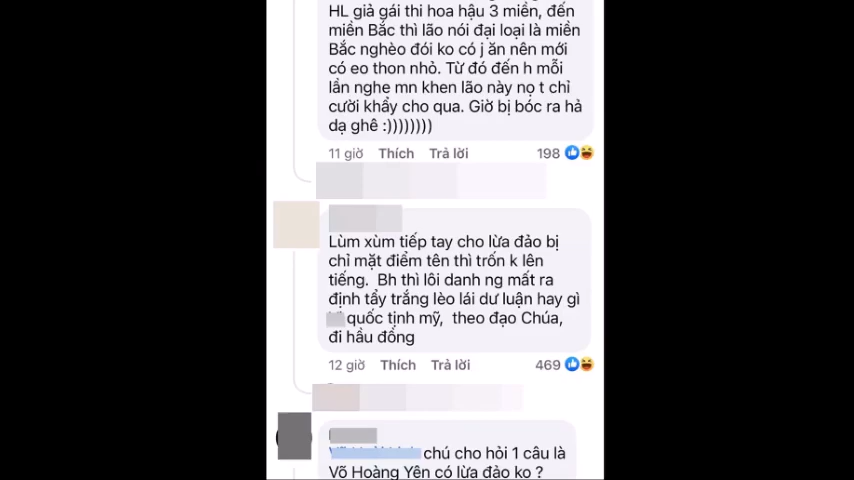 HL giả gái thi hoa hậu 3 miền, đến
miền Bắc thì lão nói đại loại là miền
Bắc nghèo đói ko có j ăn nên mới
có eo thon nhỏ. Từ đó đến h mỗi
lần nghe mn khen lão này nọ t chỉ
cười khẩy cho qua. Giờ bị bóc ra hả
dạ ghê :))))))))
11 giờ Thích Trả lời 198
Lùm xùm tiếp tay cho lừa đảo bị
chỉ mặt điểm tên thì trốn k lên
tiếng. Bh thì lôi danh ng mất ra
định tẩy trắng lèo lái dư luận hay gì
quốc tịnh mỹ, theo đạo Chúa,
đi hầu đồng
12 giờ Thích Trả lời 469
chú cho hỏi 1 câu là
Võ Hoàng Yên có lừa đảo ko ?